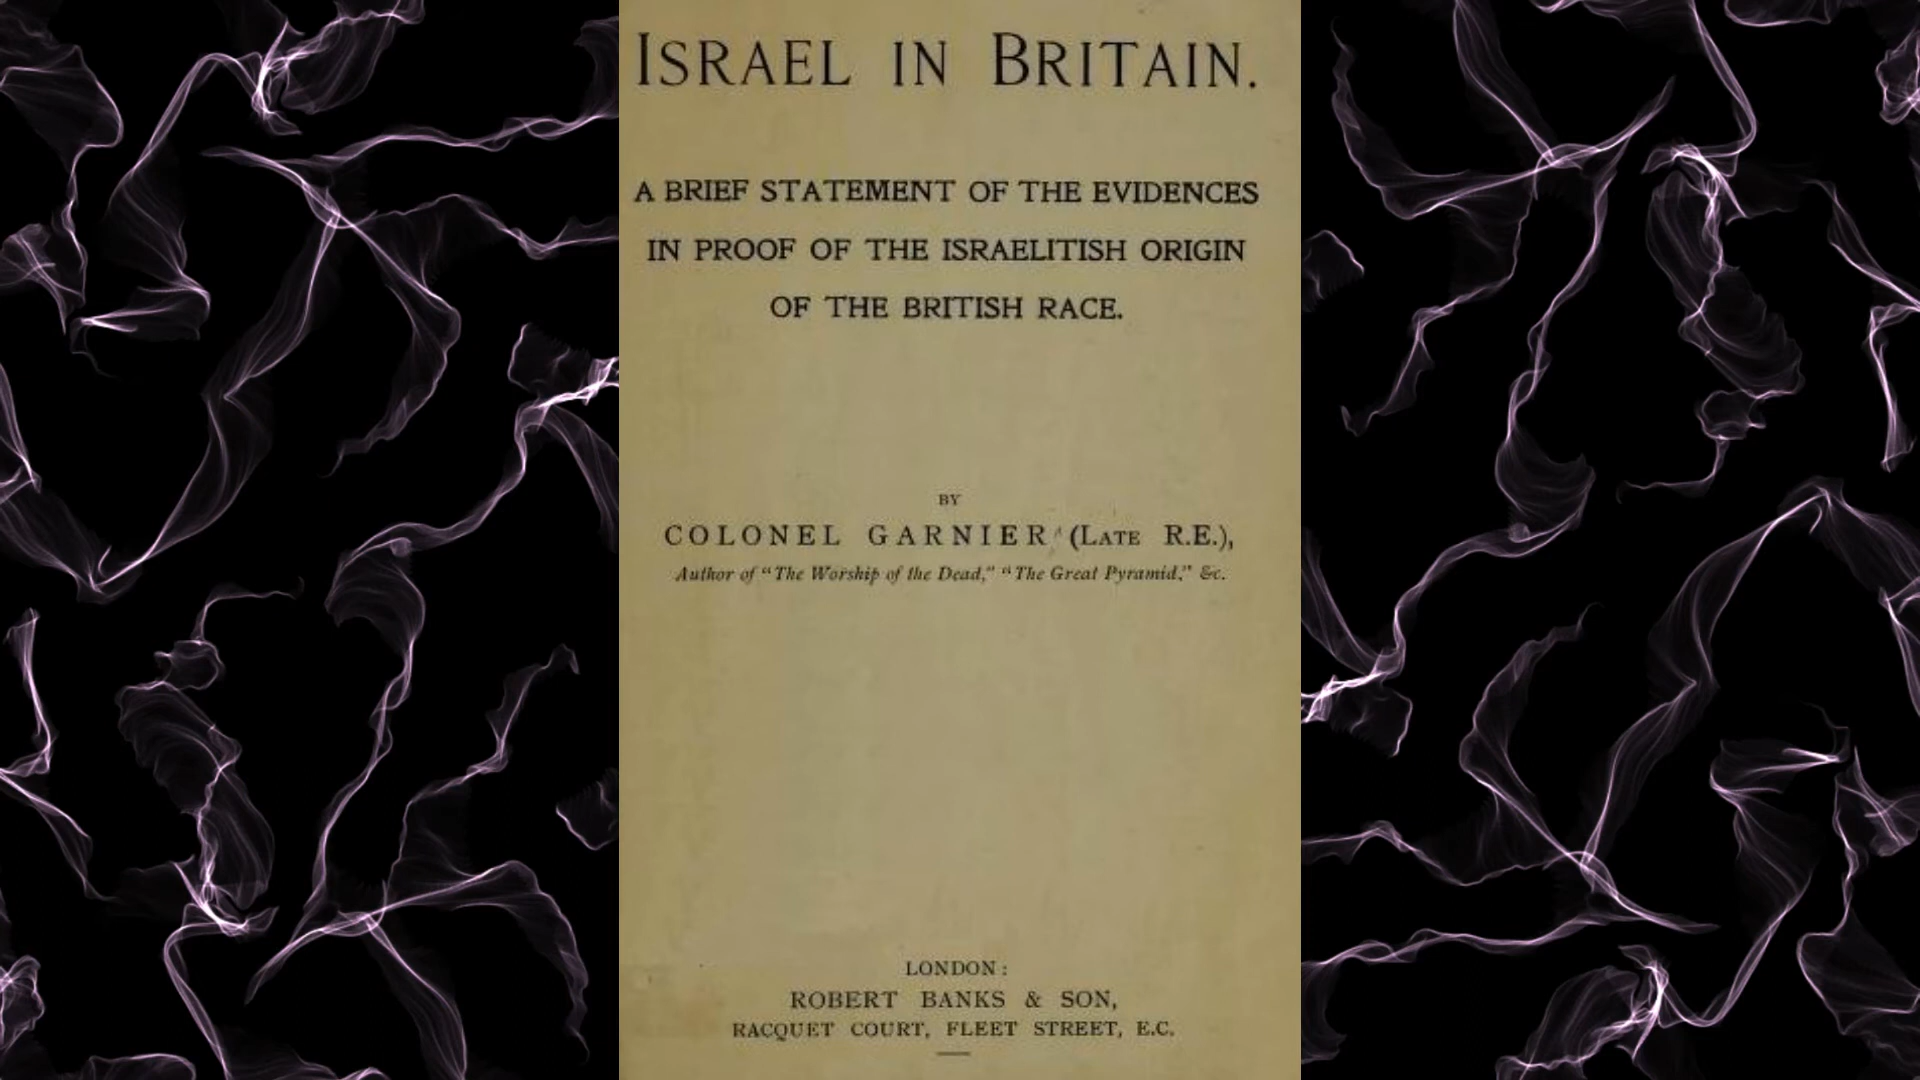 ISRAEL IN BRITAIN.
A BRIEF STATEMENT OF THE EVIDENCES
IN PROOF OF THE ISRAELITISH ORIGIN
OF THE BRITISH RACE.
BY
COLONEL GARNIER (LATE R.E.),
Author of "The Worship of the Dead," "The Great Pyramid," &c.
LONDON:
ROBERT BANKS & SON,
RACQUET COURT, FLEET STREET, E.C.